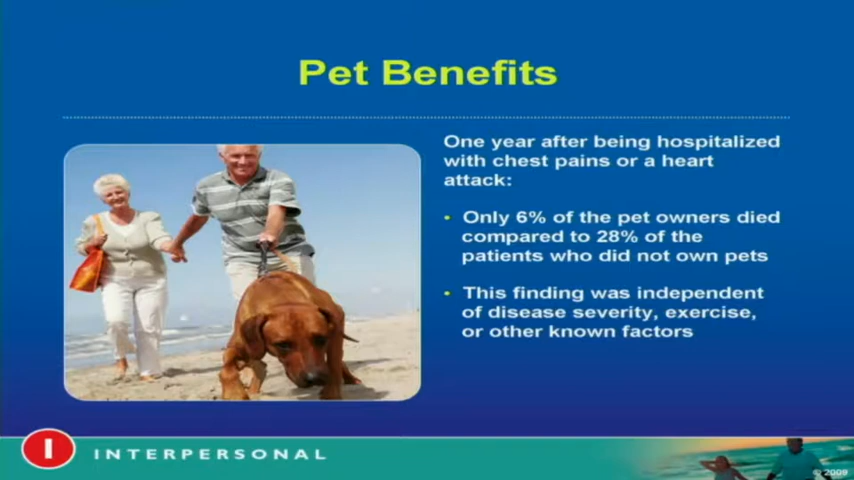 Pet Benefits
One year after being hospitalized
with chest pains or a heart
attack:
• Only 6% of the pet owners died
compared to 28% of the
patients who did not own pets
• This finding was independent
of disease severity, exercise,
or other known factors
I INTERPERSONAL
© 2009